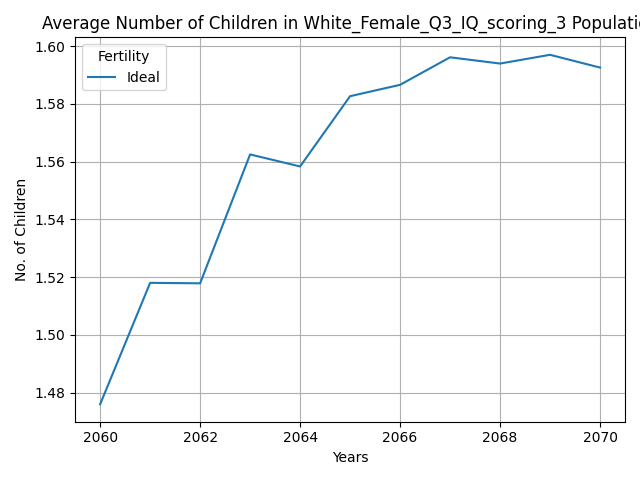 Average Number of Children in White_Female_Q3_IQ_scoring_3 Populatio
1.60
1.58
1.56
1.54
1.52
1.50
1.48
No. of Children
Fertility
Ideal
2060 2062 2064 2066 2068 2070
Years